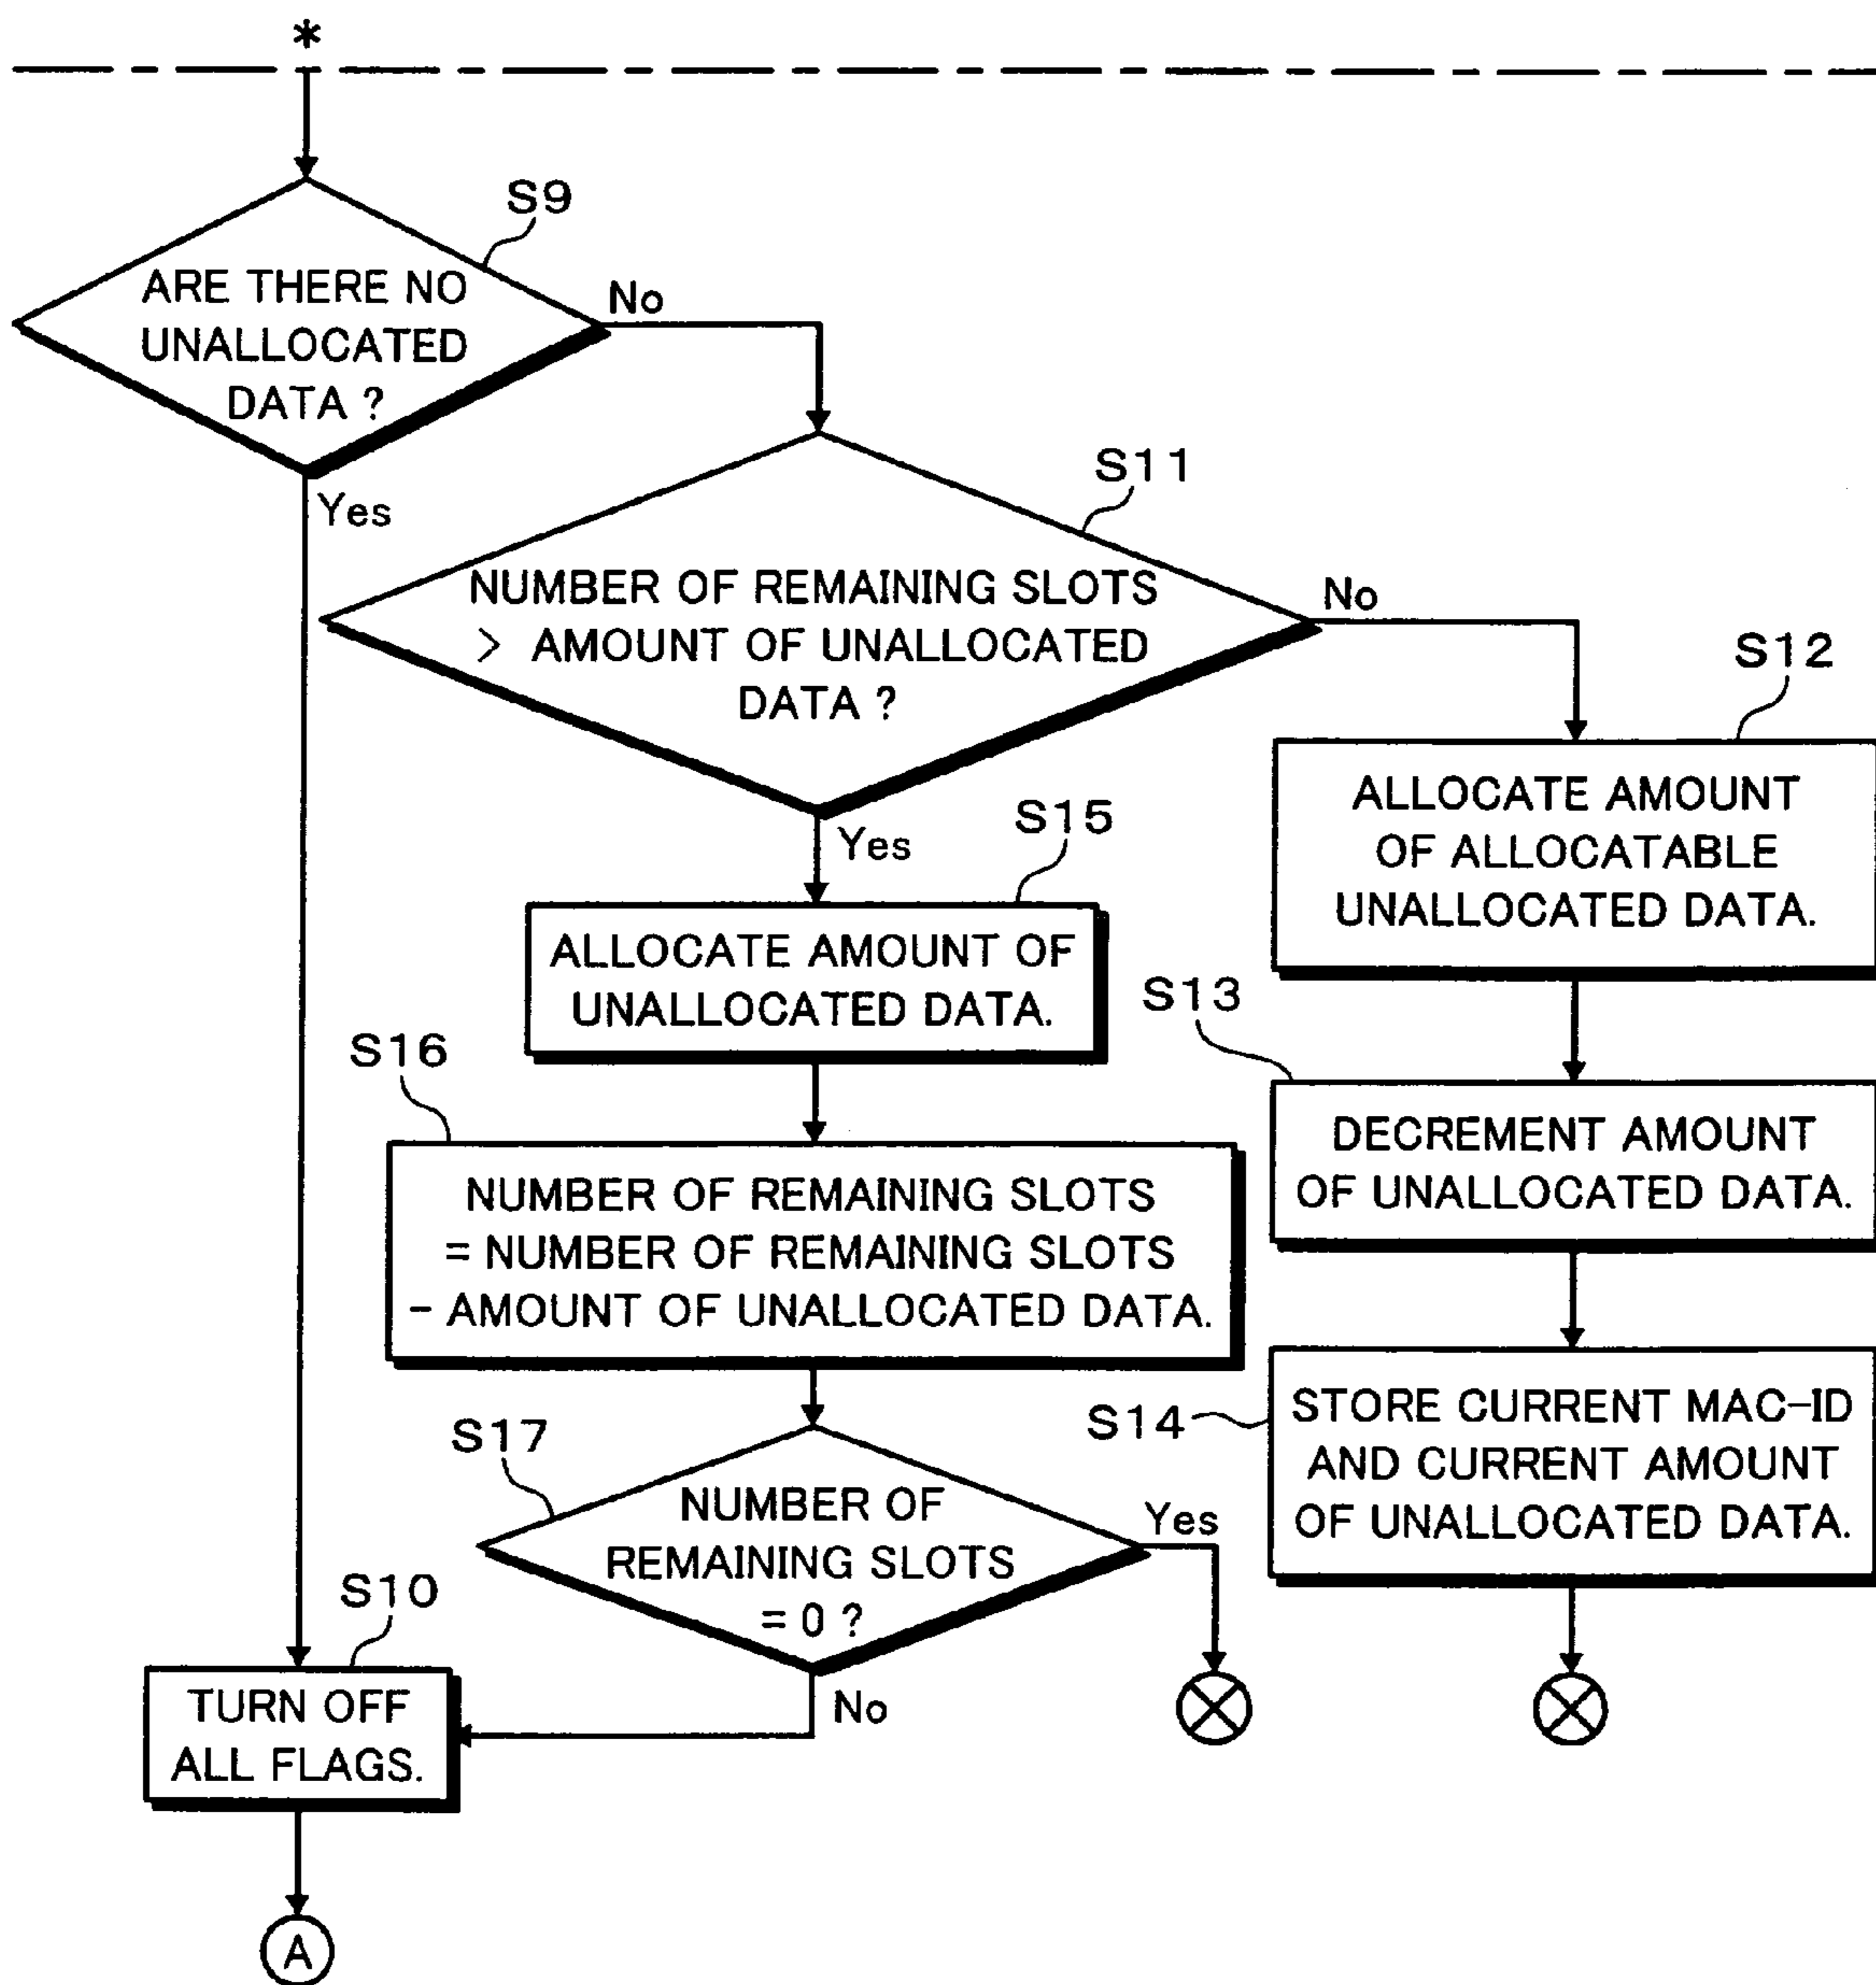 *
S9
ARE THERE NO
UNALLOCATED
DATA ?
No
Yes
S11
NUMBER OF REMAINING SLOTS
> AMOUNT OF UNALLOCATED
DATA ?
No
Yes
S12
ALLOCATE AMOUNT
OF ALLOCATABLE
UNALLOCATED DATA.
S15
ALLOCATE AMOUNT OF
UNALLOCATED DATA.
S13
DECREMENT AMOUNT
OF UNALLOCATED DATA.
S16
NUMBER OF REMAINING SLOTS
= NUMBER OF REMAINING SLOTS
- AMOUNT OF UNALLOCATED DATA.
S14
STORE CURRENT MAC-ID
AND CURRENT AMOUNT
OF UNALLOCATED DATA.
S17
NUMBER OF
REMAINING SLOTS
= 0 ?
Yes
No
S10
TURN OFF
ALL FLAGS.
A